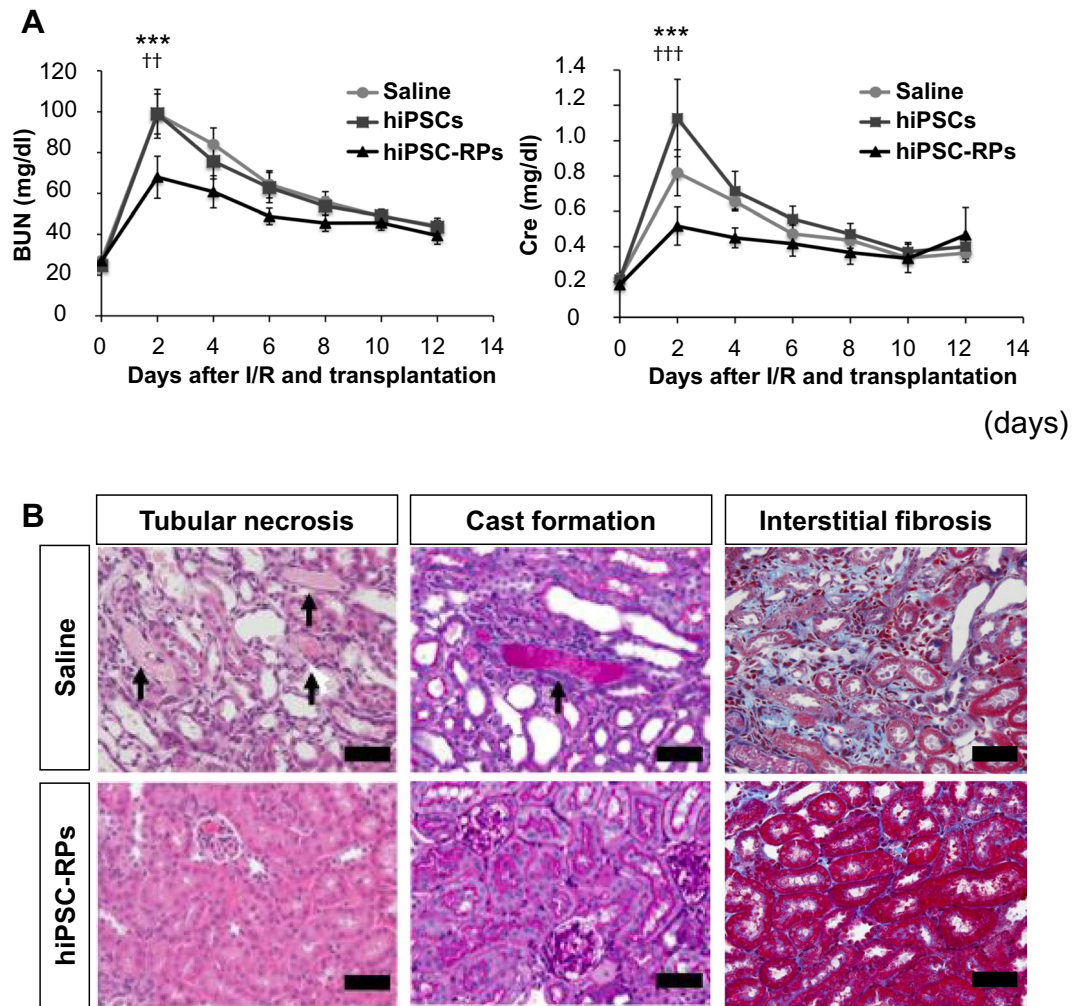 A
***
††
120
100
80
60
40
20
0
BUN (mg/dl)
Saline
hiPSCs
hiPSC-RPs
0 2 4 6 8 10 12 14
Days after I/R and transplantation
***
†††
1.4
1.2
1.0
0.8
0.6
0.4
0.2
0
Cre (mg/dl)
Saline
hiPSCs
hiPSC-RPs
0 2 4 6 8 10 12 14
Days after I/R and transplantation
(days)
B
Tubular necrosis
Cast formation
Interstitial fibrosis
Saline
hiPSC-RPs